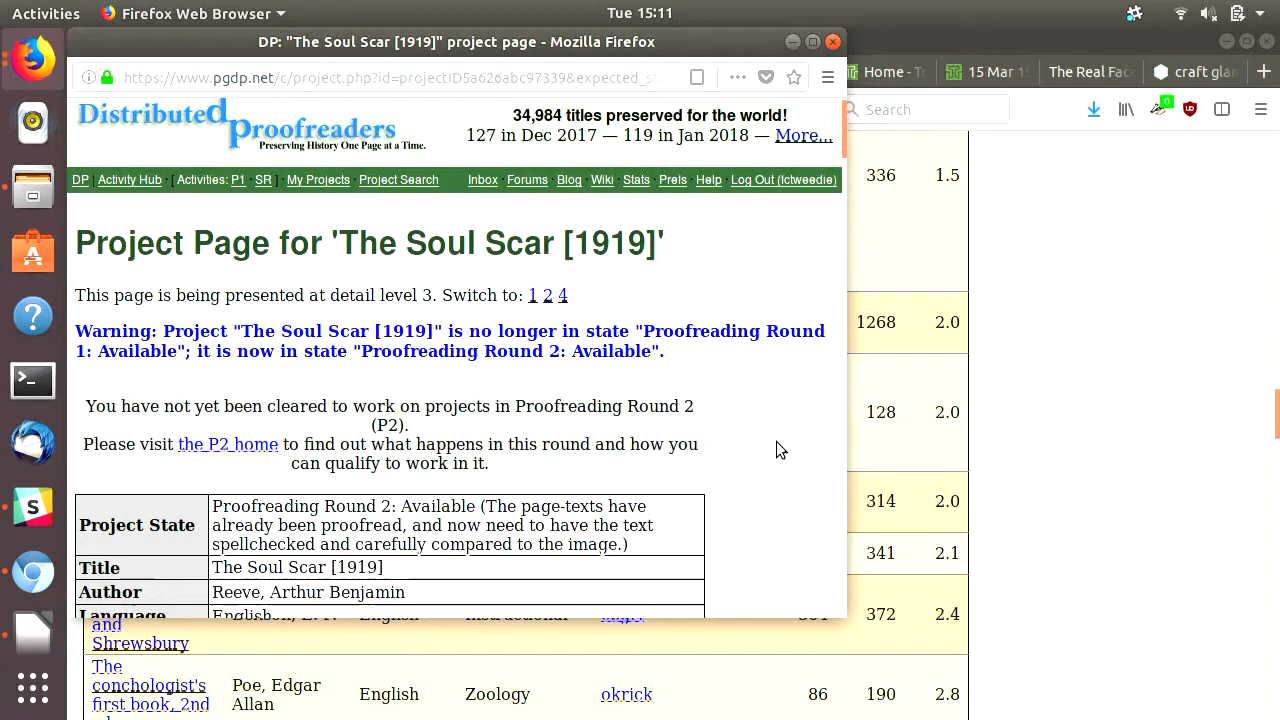 Activities
Firefox Web Browser
Tue 15:11
DP: "The Soul Scar [1919]" project page - Mozilla Firefox
https://www.pgdp.net/c/project.php?id=projectID5a626abc97339&expected_s
Home - T
15 Mar 1
The Real Fac
craft glar
Search
0
Distributed Proofreaders
Preserving History One Page at a Time.
34,984 titles preserved for the world!
127 in Dec 2017 — 119 in Jan 2018 — More...
DP | Activity Hub · [ Activities: P1 · SR ] · My Projects · Project Search
Inbox · Forums · Blog · Wiki · Stats · Prefs · Help · Log Out (fctweedie)
Project Page for 'The Soul Scar [1919]'
This page is being presented at detail level 3. Switch to: 1 2 4
Warning: Project "The Soul Scar [1919]" is no longer in state "Proofreading Round
1: Available"; it is now in state "Proofreading Round 2: Available".
You have not yet been cleared to work on projects in Proofreading Round 2
(P2).
Please visit the P2 home to find out what happens in this round and how you
can qualify to work in it.
Project State
Proofreading Round 2: Available (The page-texts have
already been proofread, and now need to have the text
spellchecked and carefully compared to the image.)
Title
The Soul Scar [1919]
Author
Reeve, Arthur Benjamin
Language
English
336 1.5
1268 2.0
128 2.0
314 2.0
341 2.1
372 2.4
and
Shrewsbury
English
Instructional
The
conchologist's
first book, 2nd
Poe, Edgar
Allan
English
Zoology
okrick
86
190
2.8